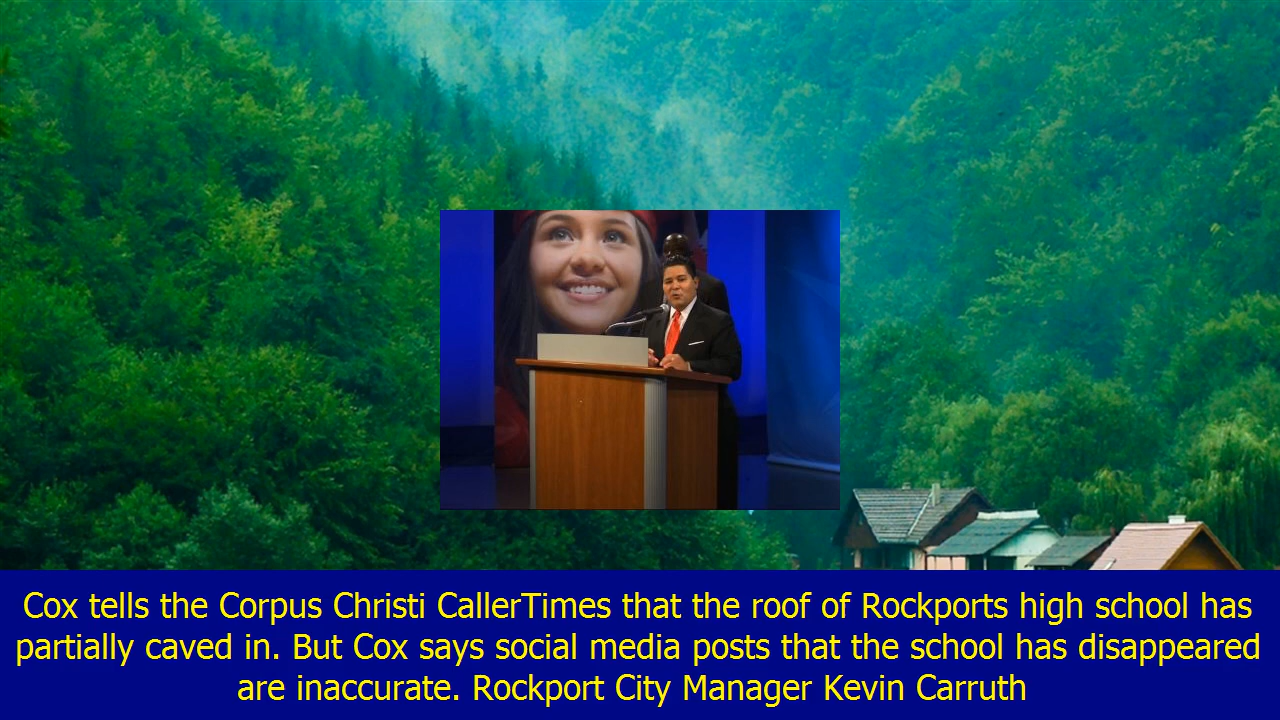 Cox tells the Corpus Christi CallerTimes that the roof of Rockports high school has
partially caved in. But Cox says social media posts that the school has disappeared
are inaccurate. Rockport City Manager Kevin Carruth